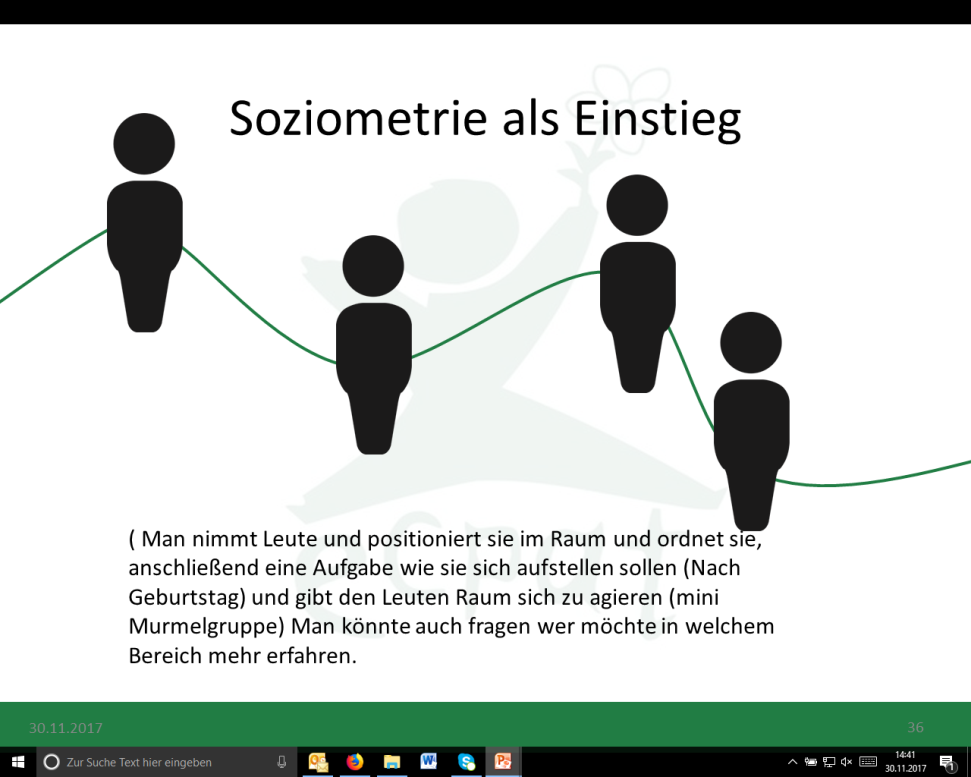 Soziometrie als Einstieg
ecpat
( Man nimmt Leute und positioniert sie im Raum und ordnet sie,
anschließend eine Aufgabe wie sie sich aufstellen sollen (Nach
Geburtstag) und gibt den Leuten Raum sich zu agieren (mini
Murmelgruppe) Man könnte auch fragen wer möchte in welchem
Bereich mehr erfahren.
30.11.2017
36
Zur Suche Text hier eingeben
14:41
30.11.2017